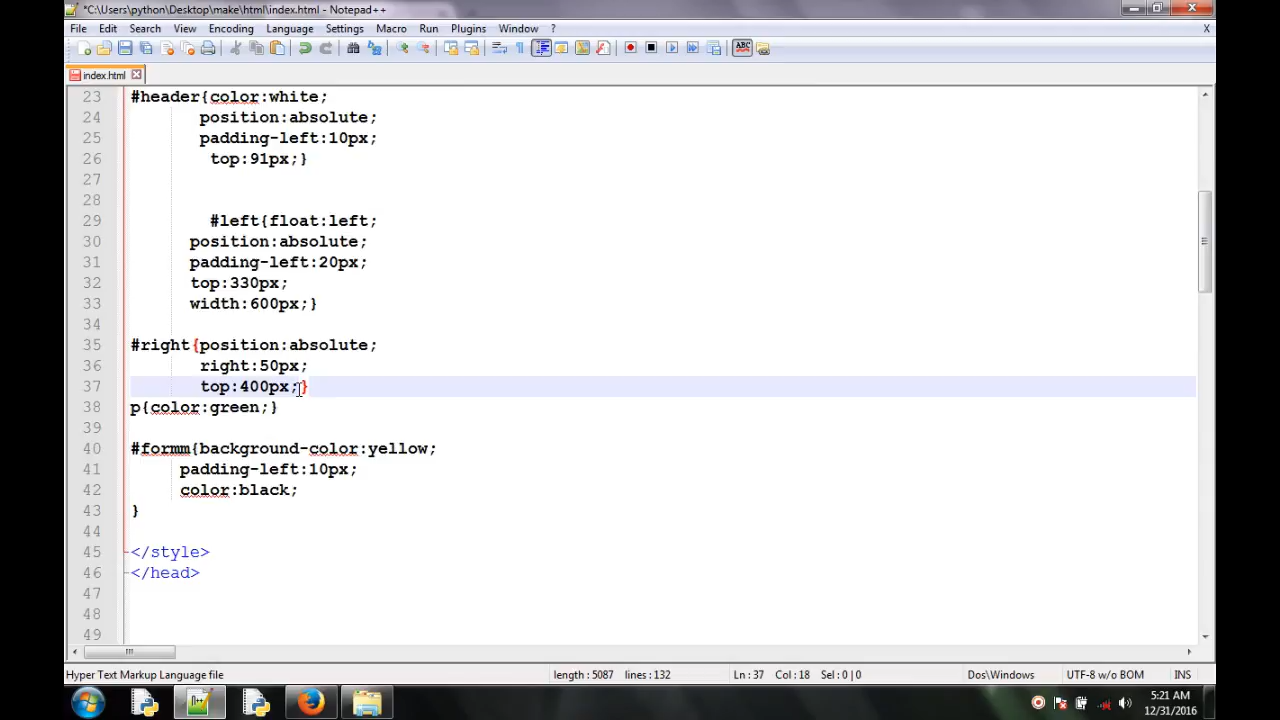 *C:\Users\python\Desktop\make\html\index.html - Notepad++
File Edit Search View Encoding Language Settings Macro Run Plugins Window ? X
index.html
23 #header{color:white;
24 position:absolute;
25 padding-left:10px;
26 top:91px;}
27
28
29 #left{float:left;
30 position:absolute;
31 padding-left:20px;
32 top:330px;
33 width:600px;}
34
35 #right{position:absolute;
36 right:50px;
37 top:400px;}
38 p{color:green;}
39
40 #formm{background-color:yellow;
41 padding-left:10px;
42 color:black;
43 }
44
45 </style>
46 </head>
47
48
49
Hyper Text Markup Language file length : 5087 lines : 132 Ln : 37 Col : 18 Sel : 0 | 0 Dos\Windows UTF-8 w/o BOM INS
5:21 AM
12/31/2016